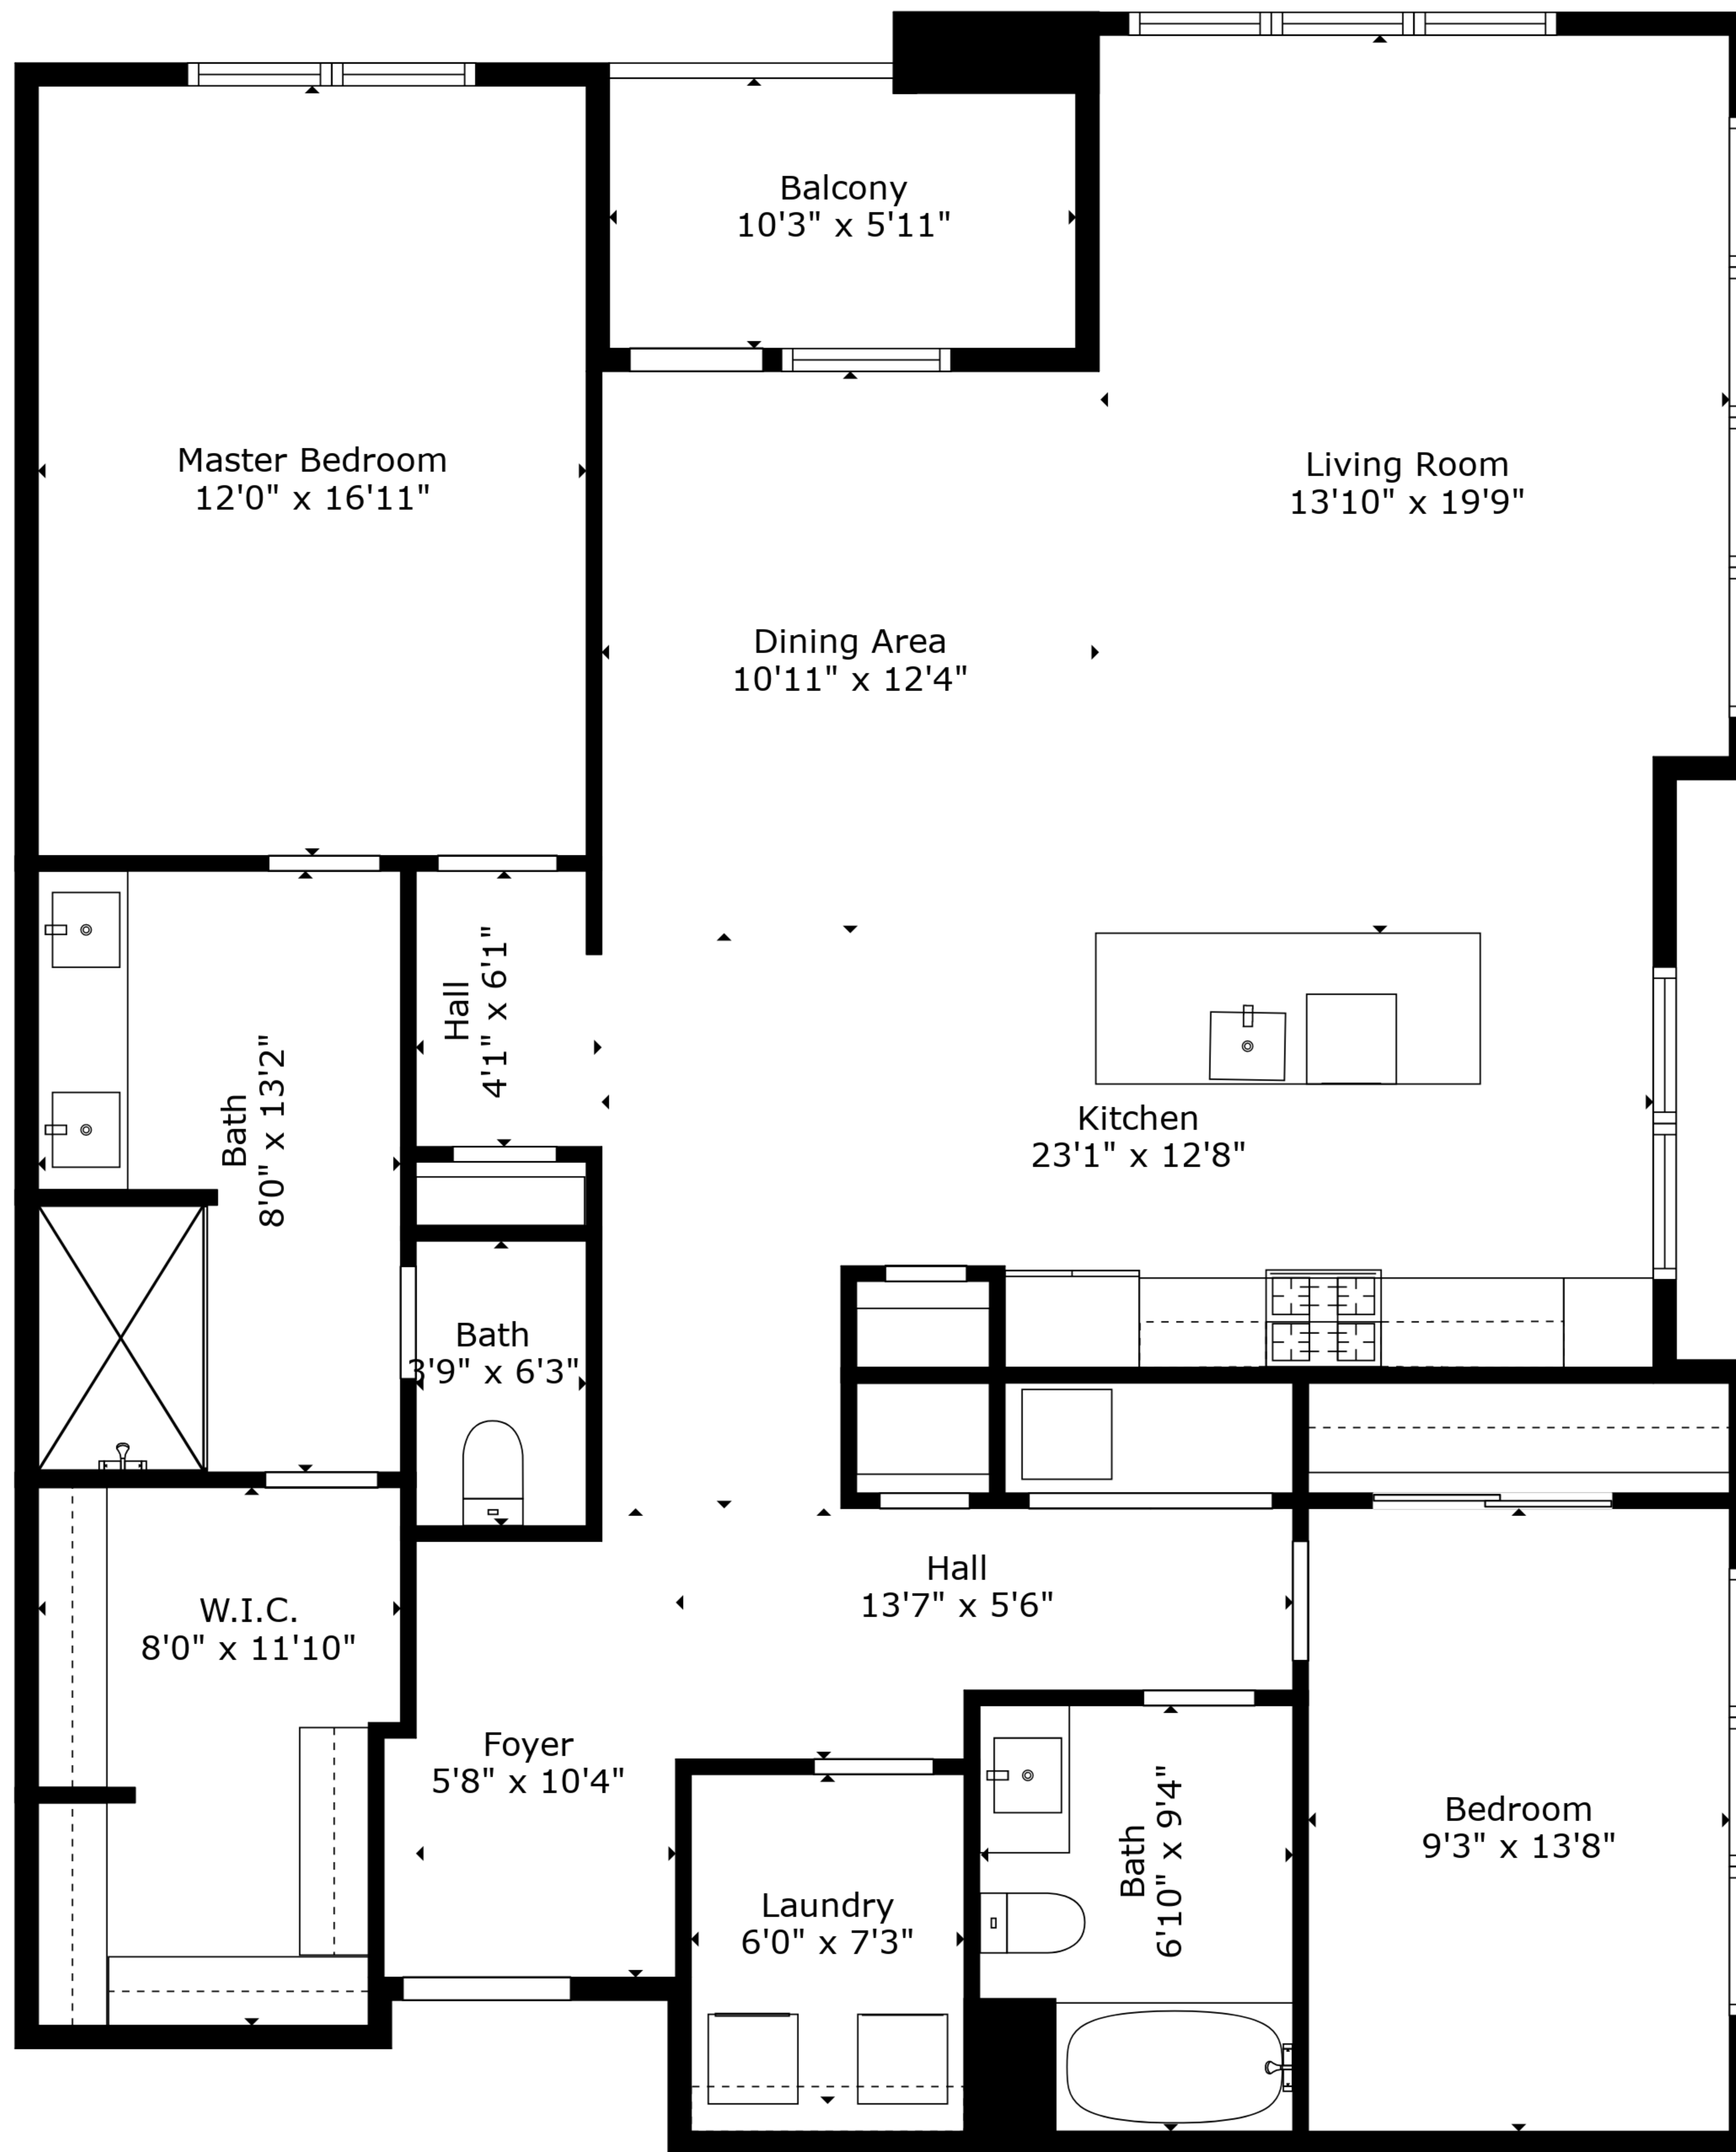 Balcony
10'3" x 5'11"
Master Bedroom
12'0" x 16'11"
Living Room
13'10" x 19'9"
Dining Area
10'11" x 12'4"
Hall
4'1" x 6'1"
Bath
8'0" x 13'2"
Kitchen
23'1" x 12'8"
Bath
3'9" x 6'3"
Hall
13'7" x 5'6"
W.I.C.
8'0" x 11'10"
Foyer
5'8" x 10'4"
Bath
6'10" x 9'4"
Bedroom
9'3" x 13'8"
Laundry
6'0" x 7'3"